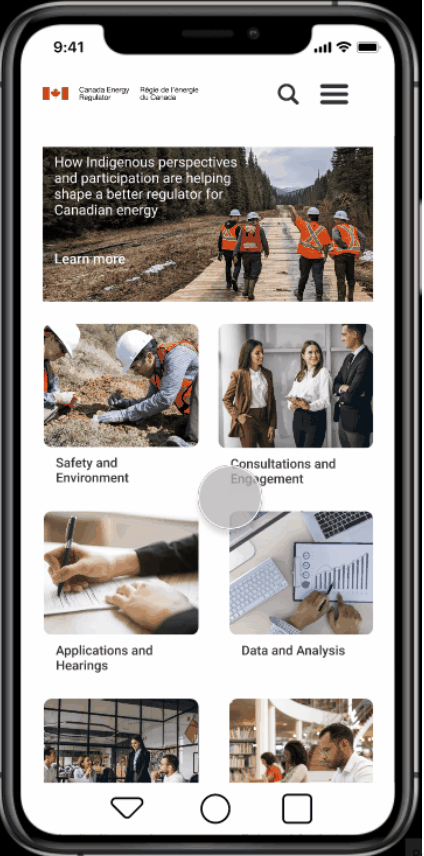 9:41
Canada Energy Regulator
Régie de l'énergie du Canada
How Indigenous perspectives
and participation are helping
shape a better regulator for
Canadian energy
Learn more
Safety and
Environment
Consultations and
Engagement
Applications and
Hearings
Data and Analysis